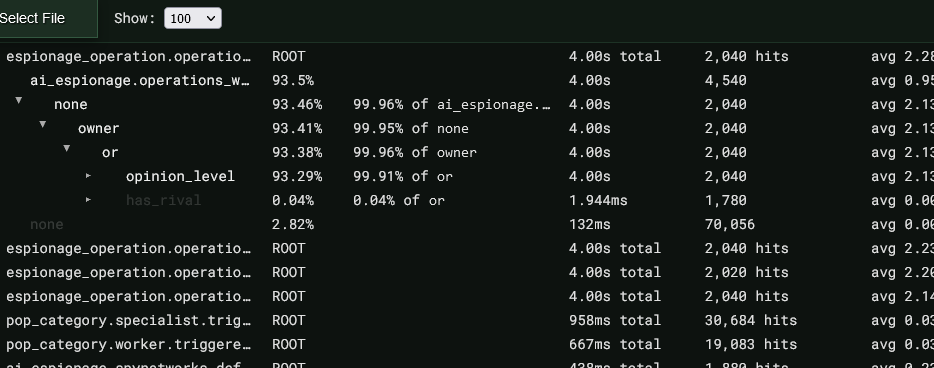 Select File Show: 100
espionage_operation.operatio… ROOT 4.00s total 2,040 hits avg 2.28
ai_espionage.operations_w… 93.5% 4.00s 4,540 avg 0.95
none 93.46% 99.96% of ai_espionage.… 4.00s 2,040 avg 2.13
owner 93.41% 99.95% of none 4.00s 2,040 avg 2.13
or 93.38% 99.96% of owner 4.00s 2,040 avg 2.13
opinion_level 93.29% 99.91% of or 4.00s 2,040 avg 2.13
has_rival 0.04% 0.04% of or 1.944ms 1,780 avg 0.00
none 2.82% 132ms 70,056 avg 0.00
espionage_operation.operatio… ROOT 4.00s total 2,040 hits avg 2.13
espionage_operation.operatio… ROOT 4.00s total 2,020 hits avg 2.20
espionage_operation.operatio… ROOT 4.00s total 2,040 hits avg 2.14
pop_category.specialist.trig… ROOT 958ms total 30,684 hits avg 0.03
pop_category.worker.triggere… ROOT 667ms total 19,083 hits avg 0.03
ai_espionage.spynetworks_def… ROOT 438ms total 1,880 hits